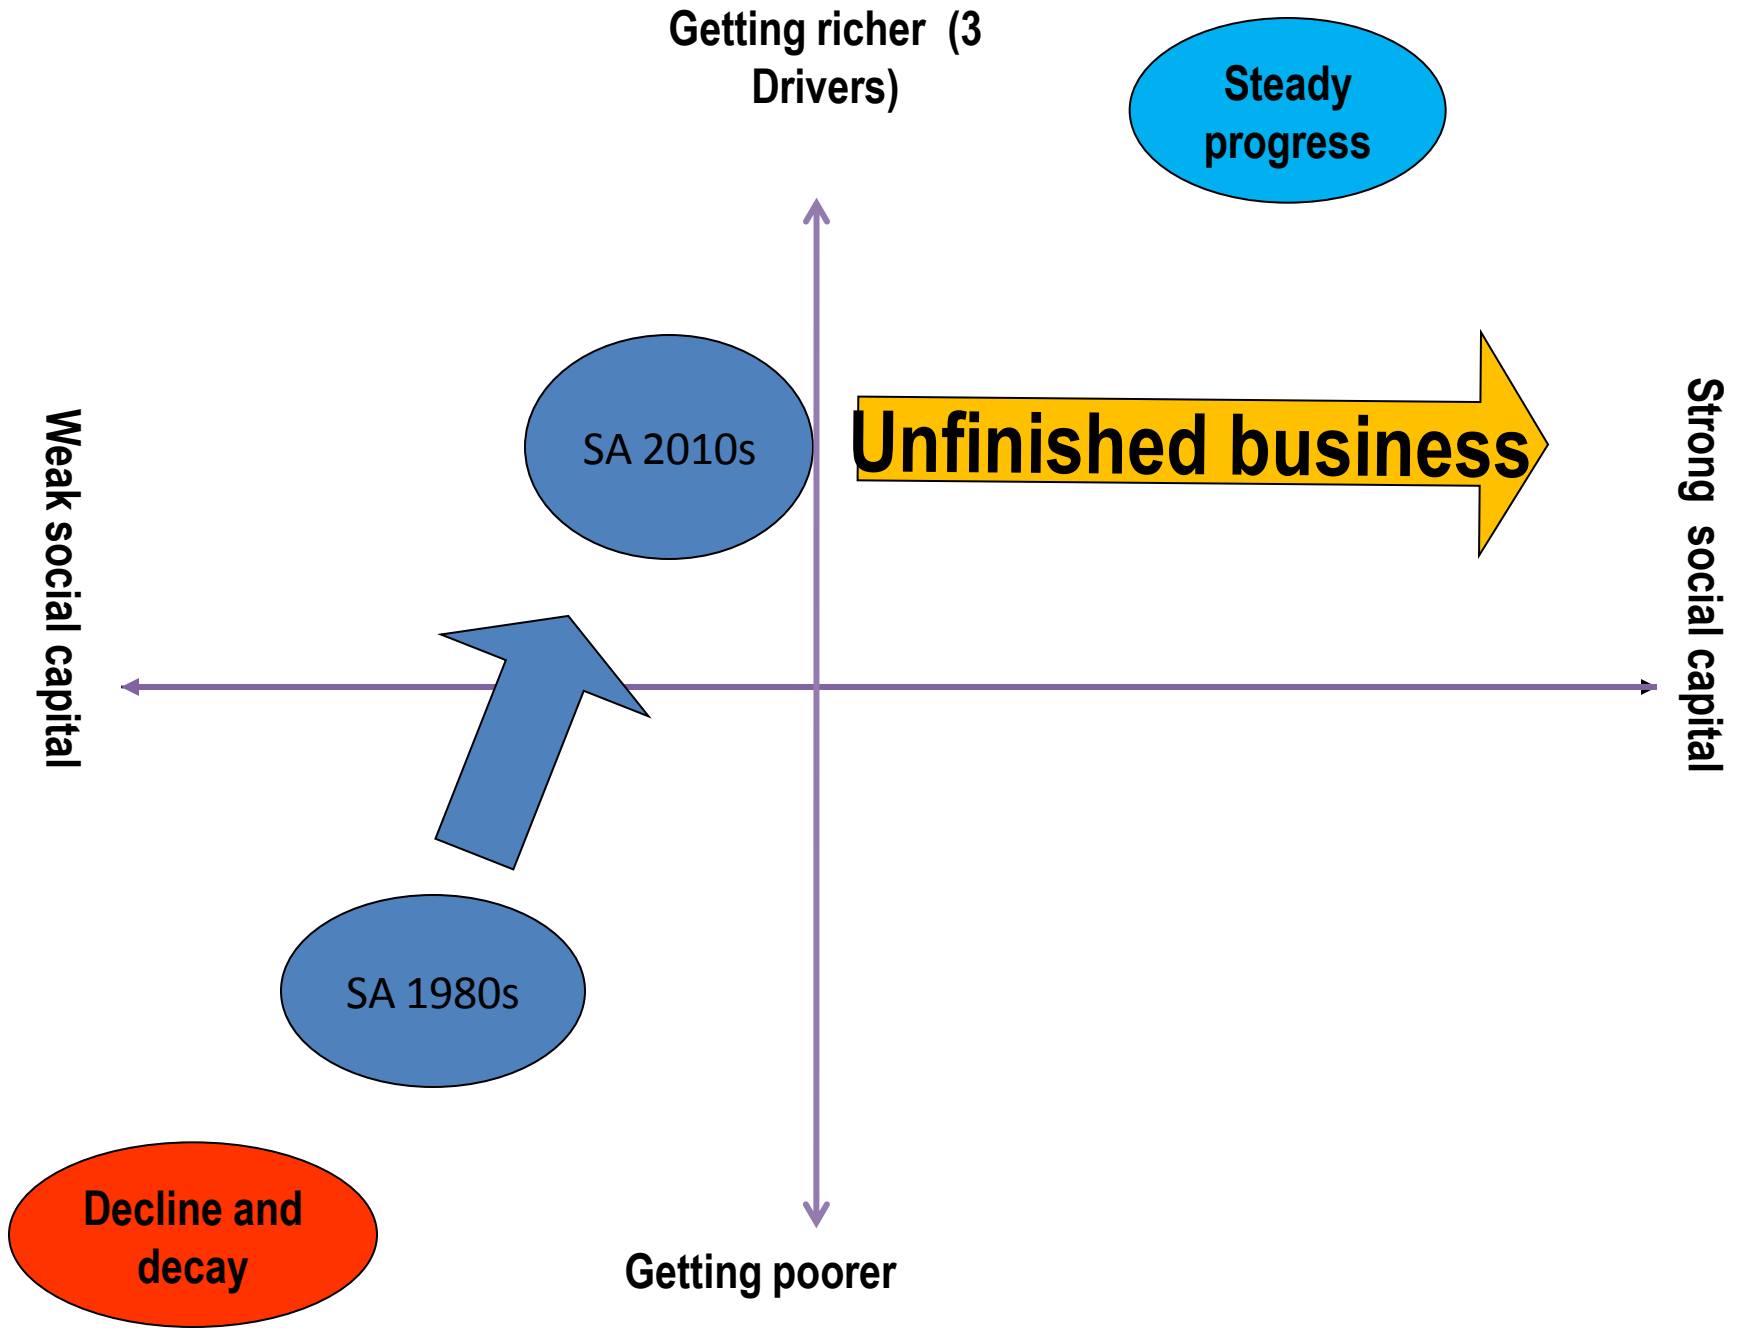 Getting richer  (3
Drivers)
Steady
progress
Weak social capital
SA 2010s
Unfinished business
Strong  social capital
SA 1980s
Decline and
decay
Getting poorer